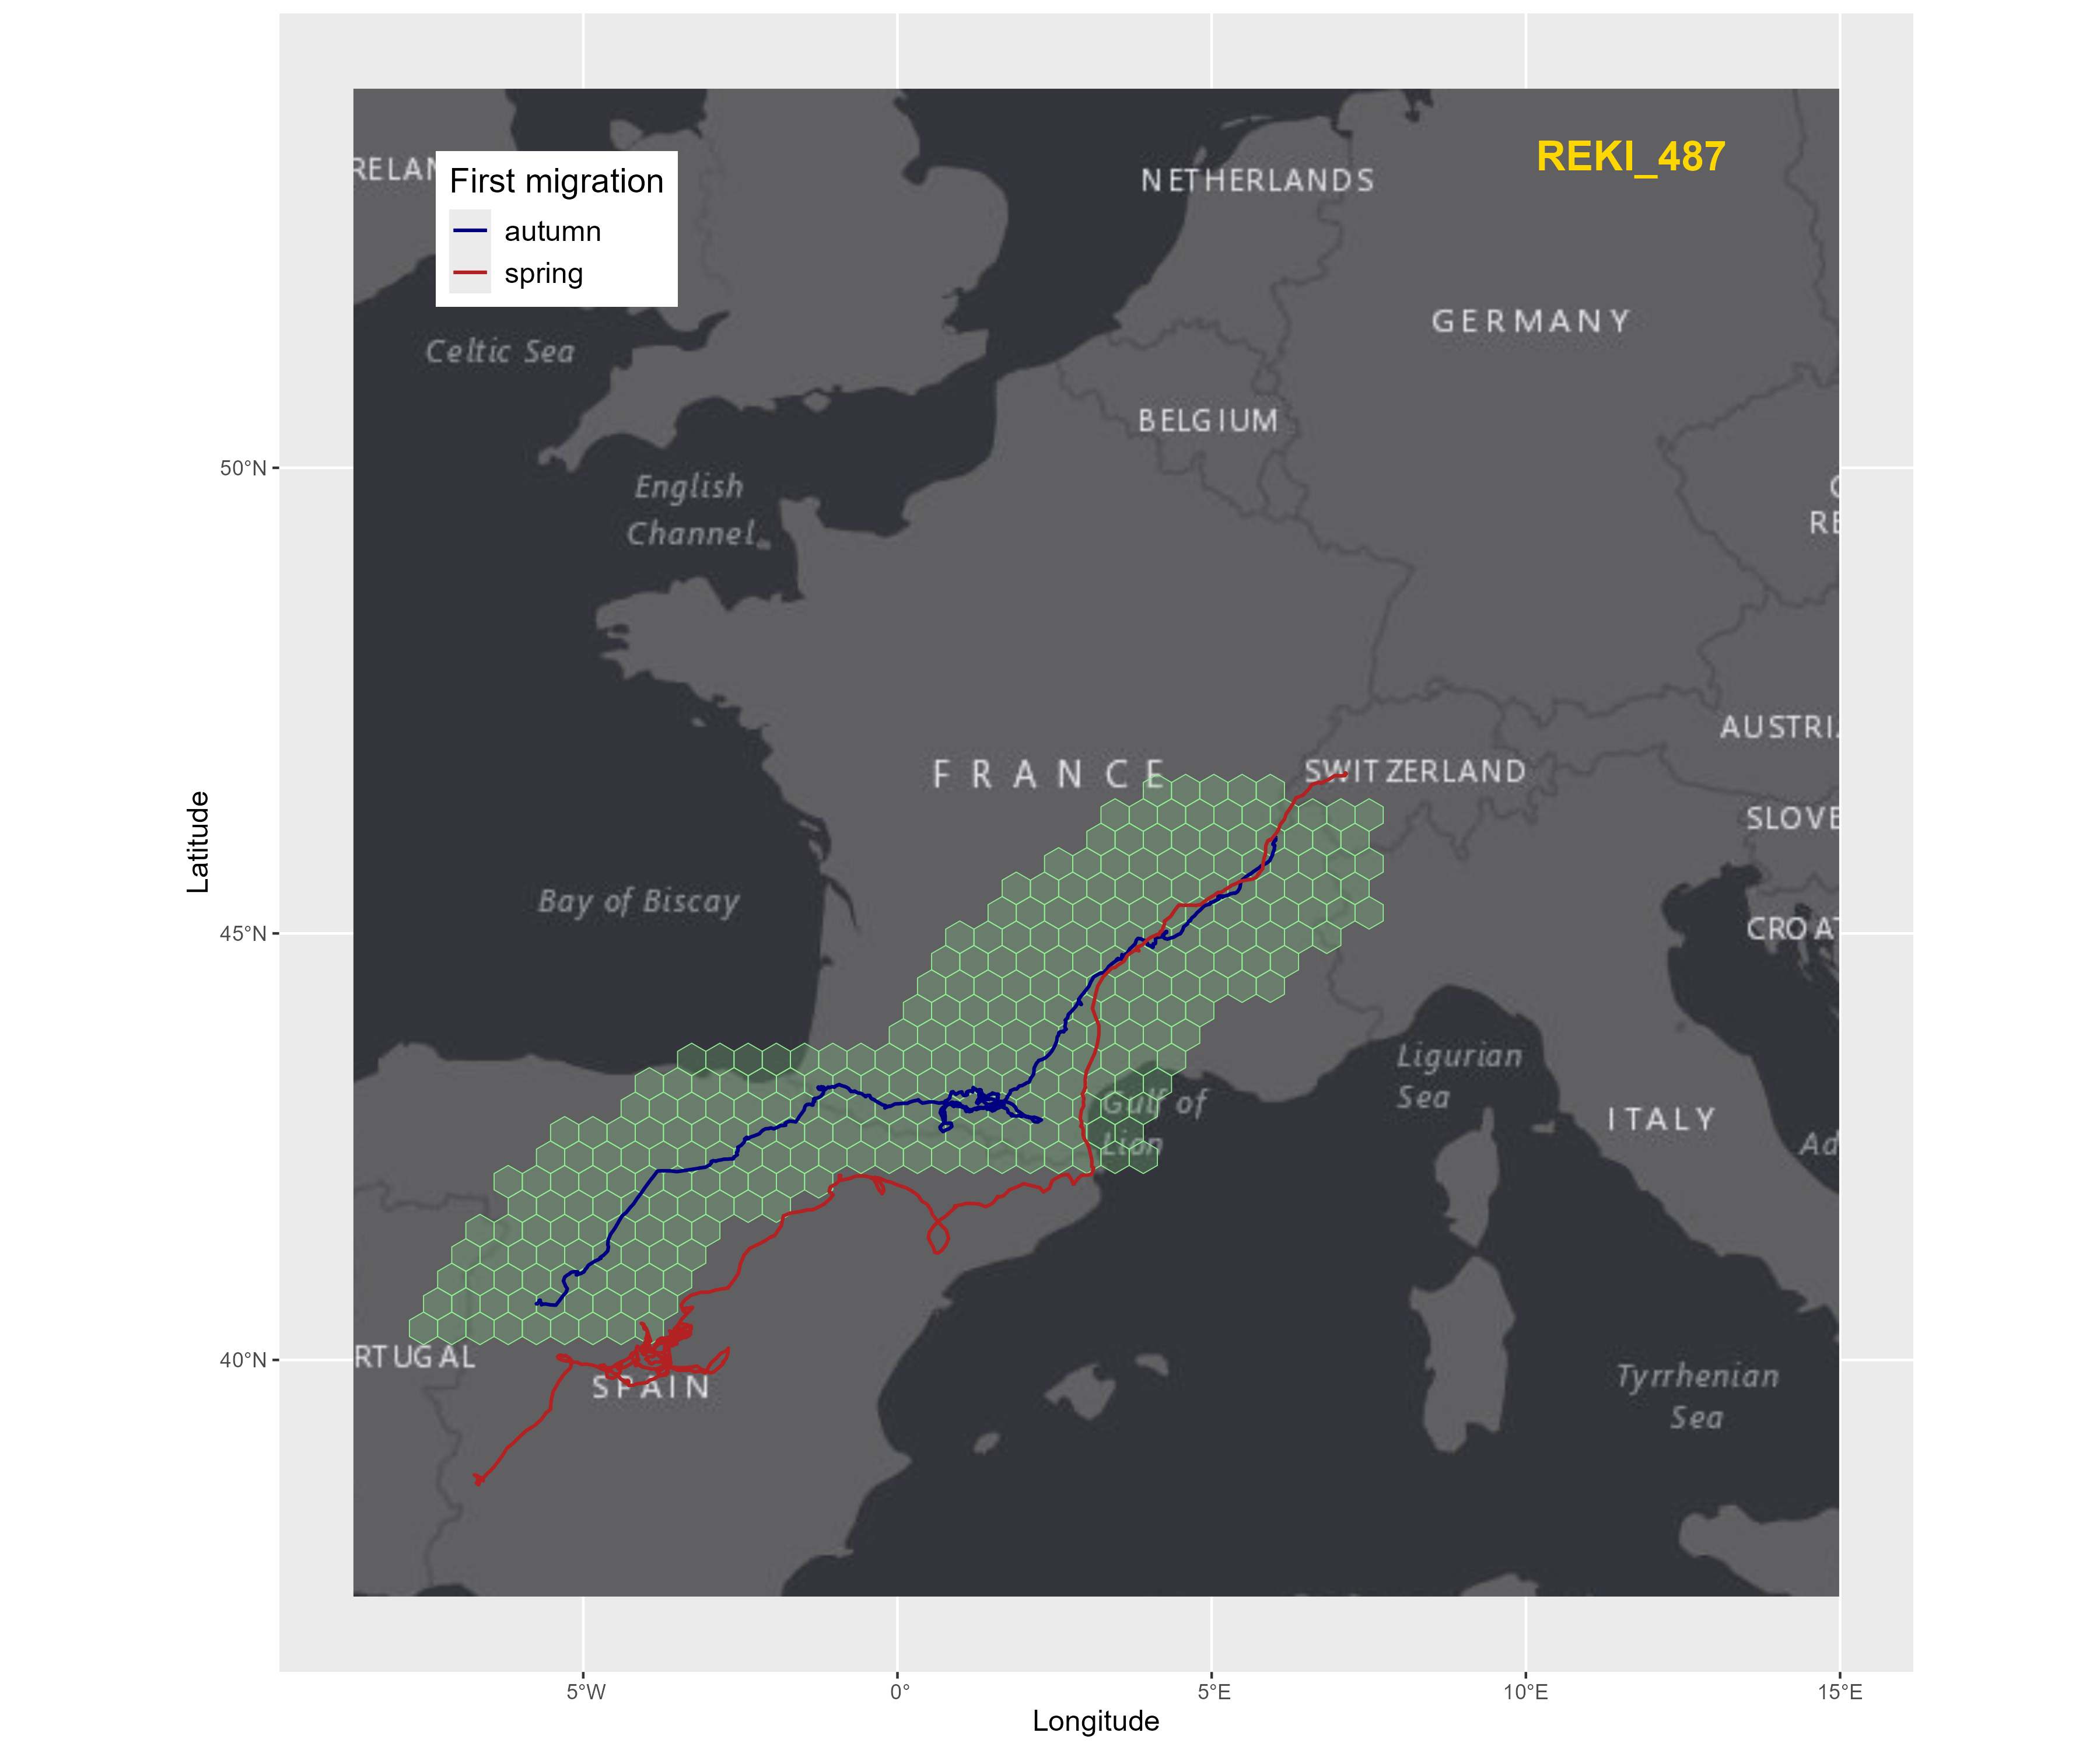 REKI_487
RELAN
First migration
autumn
spring
NETHERLANDS
GERMANY
Celtic Sea
BELGIUM
English
Channel
RE
FRANCE
SWITZERLAND
AUSTRI
SLOVE
Bay of Biscay
CROAT
Ligurian
Sea
Gulf of
Lion
ITALY
Ad
RTUGAL
SPAIN
Tyrrhenian
Sea
50°N
45°N
40°N
Latitude
5°W
0°
5°E
10°E
15°E
Longitude